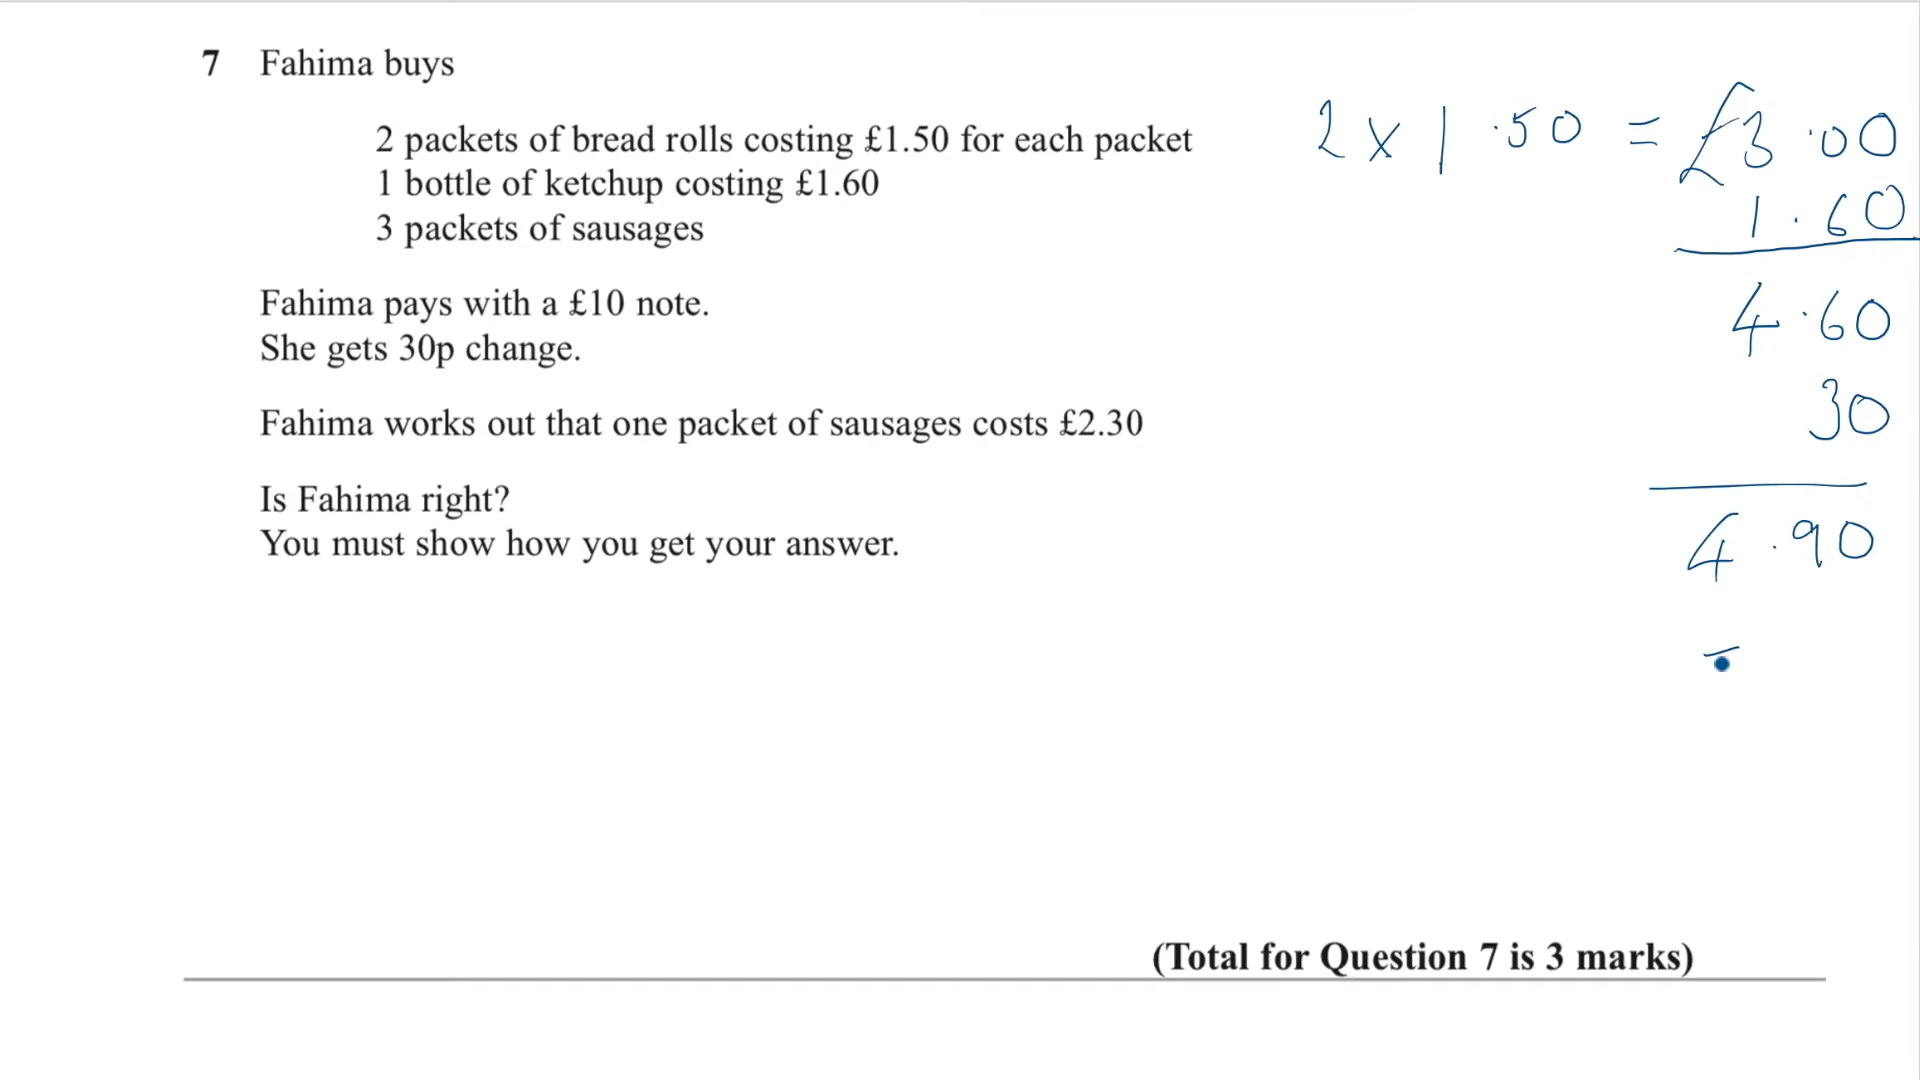 7 Fahima buys
2 packets of bread rolls costing £1.50 for each packet
1 bottle of ketchup costing £1.60
3 packets of sausages
Fahima pays with a £10 note.
She gets 30p change.
Fahima works out that one packet of sausages costs £2.30
Is Fahima right?
You must show how you get your answer.
2 x 1.50 = £3.00
1.60
4.60
30
4.90
(Total for Question 7 is 3 marks)